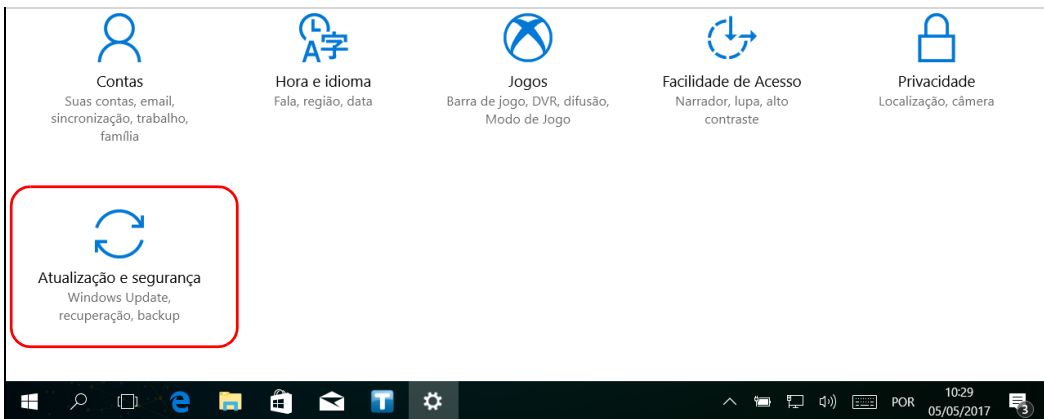 Contas
Suas contas, email,
sincronização, trabalho,
família
Hora e idioma
Fala, região, data
Jogos
Barra de jogo, DVR, difusão,
Modo de Jogo
Facilidade de Acesso
Narrador, lupa, alto
contraste
Privacidade
Localização, câmera
Atualização e segurança
Windows Update,
recuperação, backup
POR
10:29
05/05/2017
3